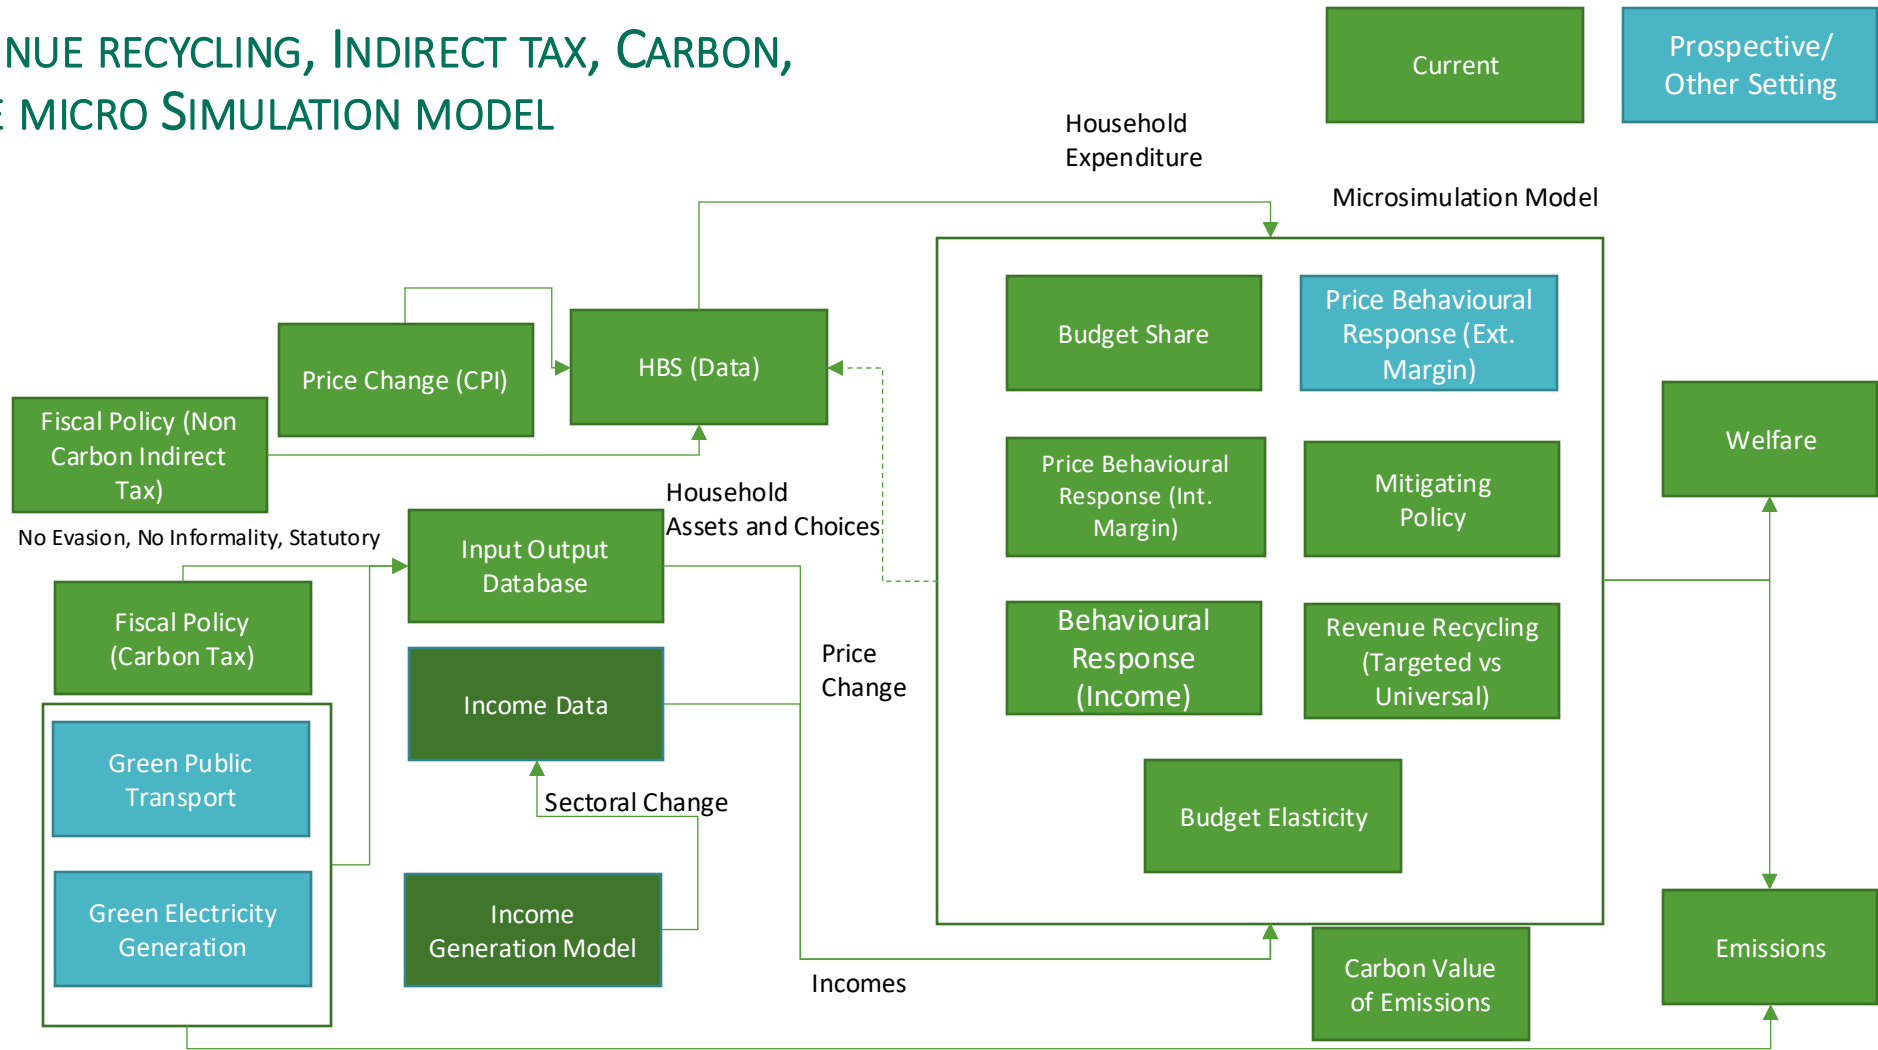 NUE RECYCLING, INDIRECT TAX, CARBON,
E MICRO SIMULATION MODEL
Current
Prospective/
Other Setting
Household
Expenditure
Microsimulation Model
Budget Share
Price Behavioural
Response (Ext.
Margin)
Price Change (CPI)
HBS (Data)
Fiscal Policy (Non
Carbon Indirect
Tax)
Welfare
Price Behavioural
Response (Int.
Margin)
Mitigating
Policy
Household
Assets and Choices
No Evasion, No Informality, Statutory
Input Output
Database
Fiscal Policy
(Carbon Tax)
Behavioural
Response
(Income)
Revenue Recycling
(Targeted vs
Universal)
Price
Change
Income Data
Green Public
Transport
Sectoral Change
Budget Elasticity
Green Electricity
Generation
Income
Generation Model
Incomes
Carbon Value
of Emissions
Emissions